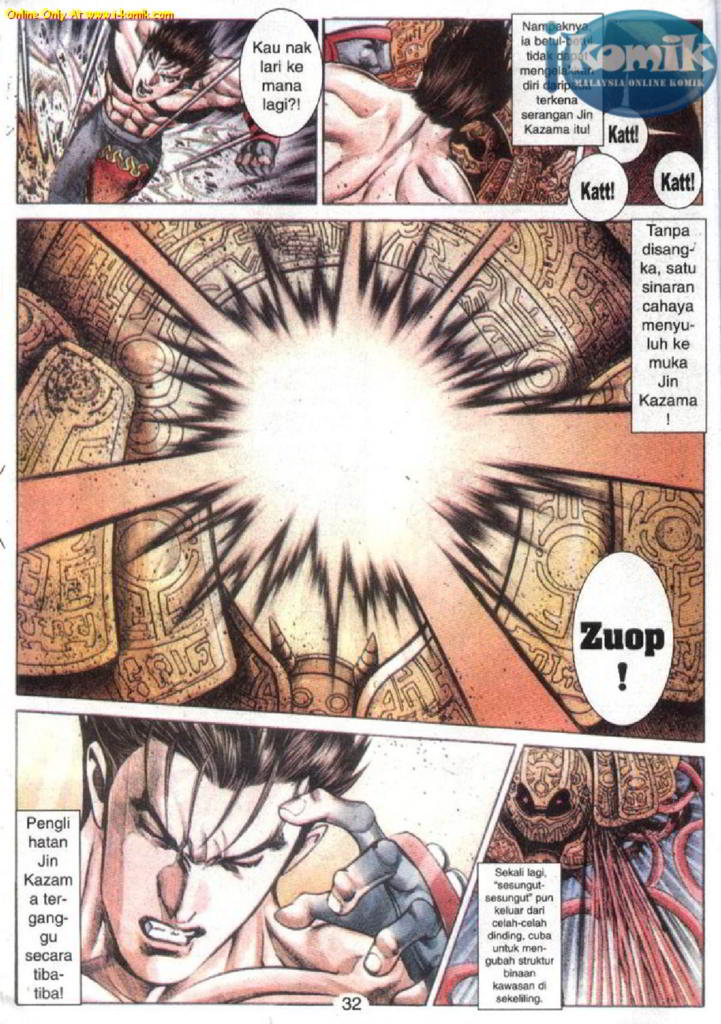 Online Only At www.i-komik.com
Kau nak
lari ke
mana
lagi?!
Nampaknya
ia betul-betul
tidak dapat
mengelakkan
diri daripada
terkena
serangan Jin
Kazama itu!
komik
MALAYSIA ONLINE KOMIK
Katt!
Katt!
Katt!
Tanpa
disang-
ka, satu
sinaran
cahaya
menyu-
luh ke
muka
Jin
Kazama
!
Zuop
!
Pengli
hatan
Jin
Kazam
a ter-
gang-
gu
secara
tiba-
tiba!
Sekali lagi,
"sesungut-
sesungut" pun
keluar dari
celah-celah
dinding, cuba
untuk men-
gubah struktur
binaan
kawasan di
sekeliling.
32